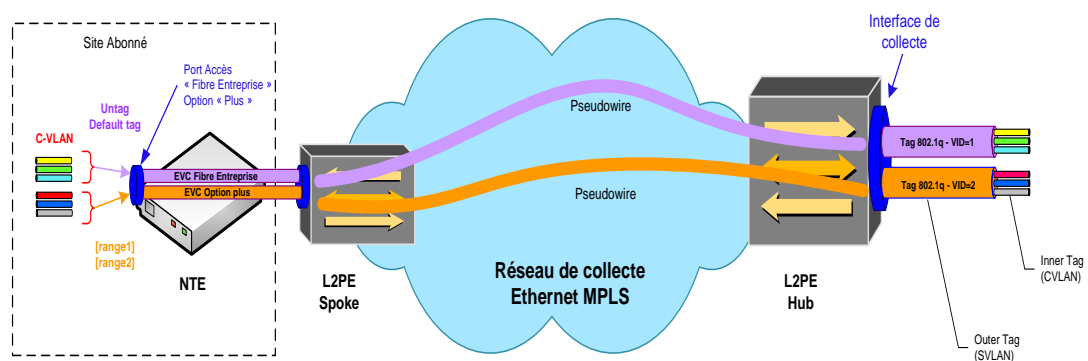 Site Abonné
Port Accès
« Fibre Entreprise »
Option « Plus »
Untag
Default tag
C-VLAN
EVC Fibre Entreprise
EVC Option plus
[range1]
[range2]
NTE
L2PE
Spoke
Pseudowire
Pseudowire
Réseau de collecte
Ethernet MPLS
Interface de
collecte
Tag 802.1q - VID=1
Tag 802.1q - VID=2
L2PE
Hub
Inner Tag
(CVLAN)
Outer Tag
(SVLAN)